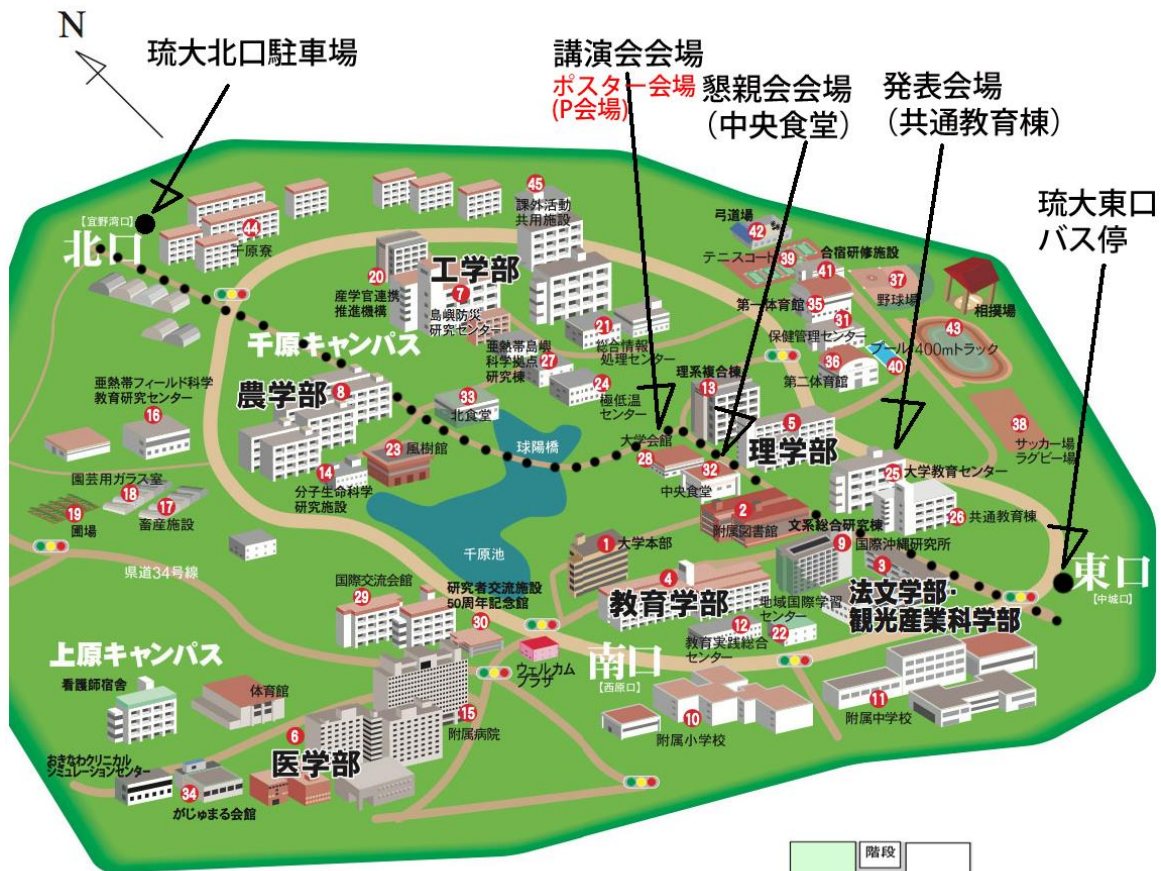 N
琉大北口駐車場
講演会会場
ポスター会場
(P会場)
懇親会会場
(中央食堂)
発表会場
(共通教育棟)
琉大東口
バス停
【宜野湾口】
北口
44
千原寮
45
課外活動
共用施設
弓道場
42
テニスコート
39
合宿研修施設
41
37
野球場
相撲場
20
産学官連携
推進機構
工学部
7
島嶼防災
研究センター
第一体育館
35
31
保健管理センター
43
プール
400mトラック
40
36
第二体育館
千原キャンパス
亜熱帯島嶼
科学拠点
研究棟
27
21
総合情報
処理センター
24
極低温
センター
理系複合棟
13
亜熱帯フィールド科学
教育研究センター
16
農学部
8
33
北食堂
5
理学部
38
サッカー場
ラグビー場
23
風樹館
球陽橋
大学会館
28
32
中央食堂
25
大学教育センター
園芸用ガラス室
18
17
畜産施設
19
圃場
14
分子生命科学
研究施設
2
附属図書館
26
共通教育棟
文系総合研究棟
9
国際沖縄研究所
3
千原池
1
大学本部
県道34号線
国際交流会館
29
研究者交流施設
50周年記念館
30
4
教育学部
地域国際学習
センター
22
12
教育実践総合
センター
法文学部・
観光産業科学部
東口
【中城口】
上原キャンパス
看護師宿舎
体育館
ウェルカム
プラザ
南口
【西原口】
10
附属小学校
11
附属中学校
6
医学部
15
附属病院
おきなわクリニカル
シミュレーションセンター
34
がじゅまる会館
階段